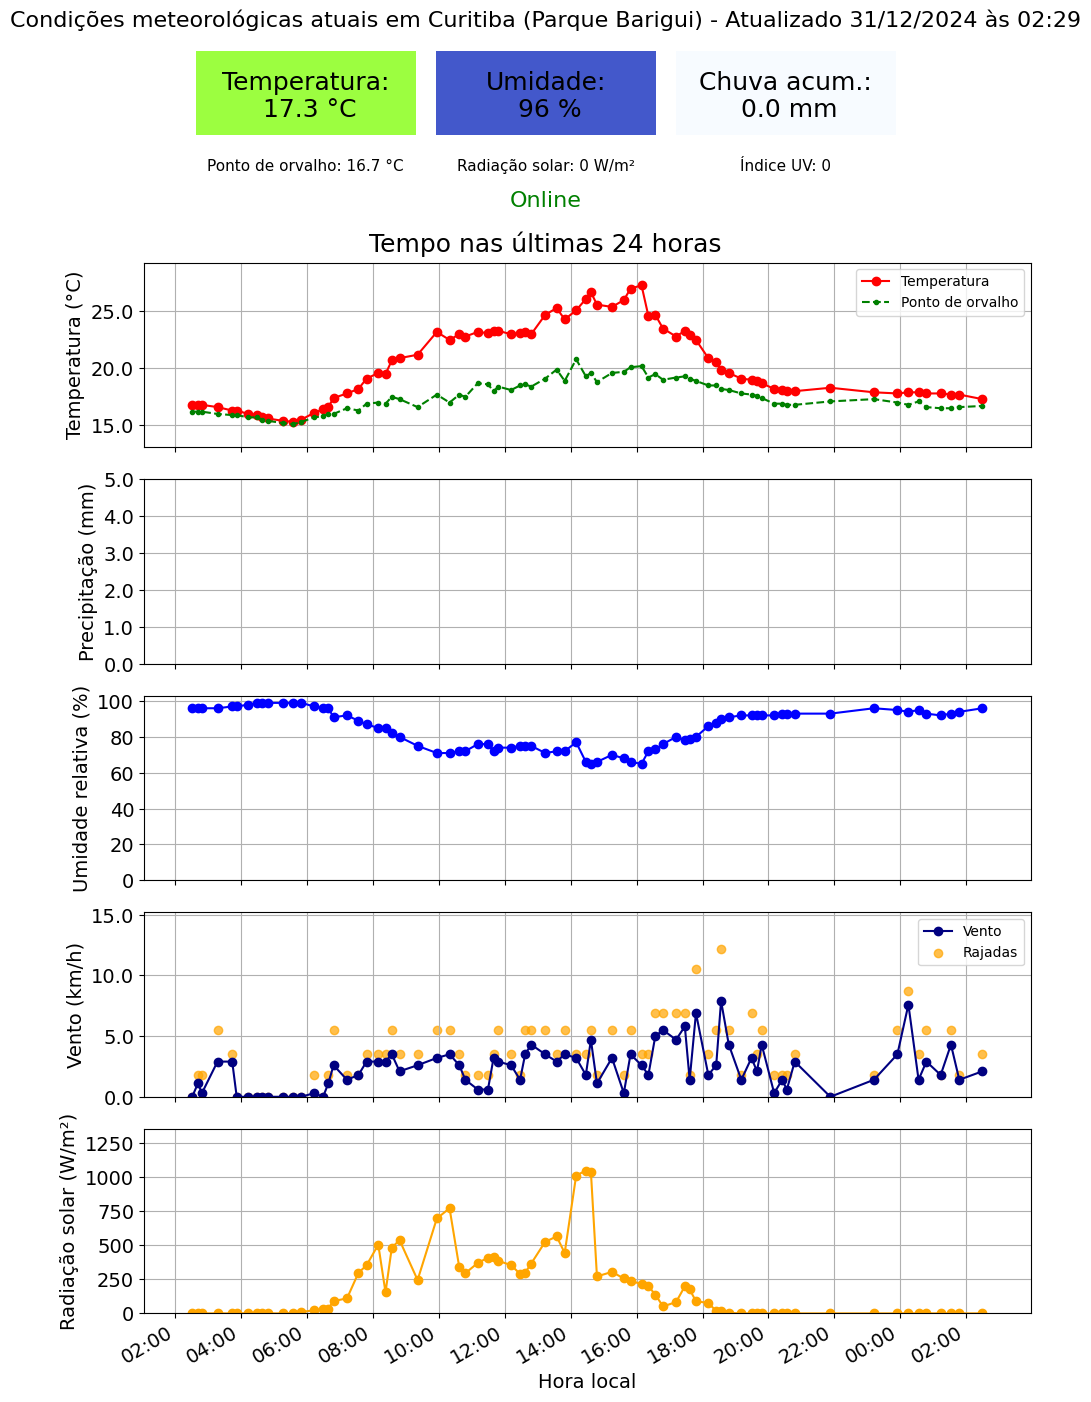 Condições meteorológicas atuais em Curitiba (Parque Barigui) - Atualizado 31/12/2024 às 02:29
Temperatura:
17.3 °C
Umidade:
96 %
Chuva acum.:
0.0 mm
Ponto de orvalho: 16.7 °C
Radiação solar: 0 W/m²
Índice UV: 0
Online
Tempo nas últimas 24 horas
Temperatura (°C)
25.0
20.0
15.0
Temperatura
Ponto de orvalho
Precipitação (mm)
5.0
4.0
3.0
2.0
1.0
0.0
Umidade relativa (%)
100
80
60
40
20
0
Vento (km/h)
15.0
10.0
5.0
0.0
Vento
Rajadas
Radiação solar (W/m²)
1250
1000
750
500
250
0
02:00 04:00 06:00 08:00 10:00 12:00 14:00 16:00 18:00 20:00 22:00 00:00 02:00
Hora local